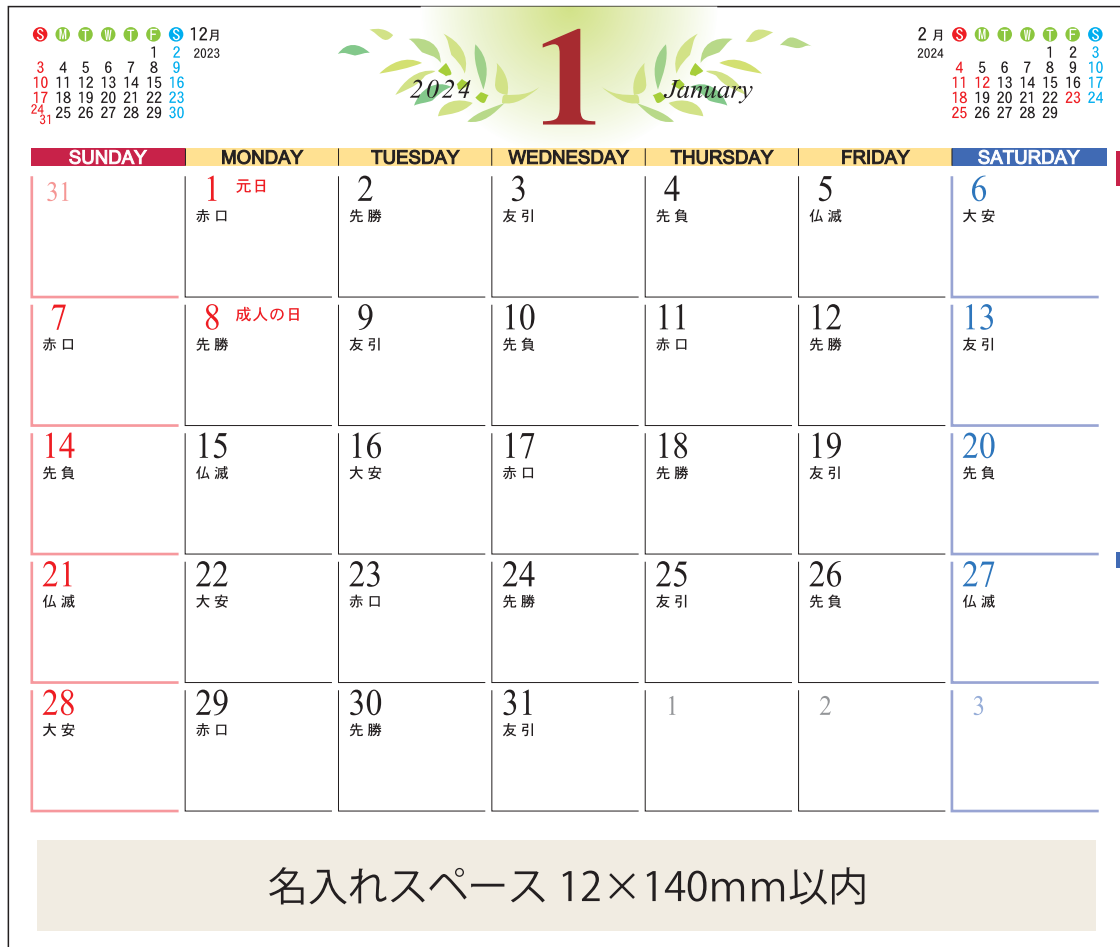 S M T W T F S 12月
1 2 2023
3 4 5 6 7 8 9
10 11 12 13 14 15 16
17 18 19 20 21 22 23
24 25 26 27 28 29 30
31
2024 1 January
2 月 S M T W T F S
2024 1 2 3
4 5 6 7 8 9 10
11 12 13 14 15 16 17
18 19 20 21 22 23 24
25 26 27 28 29
SUNDAY MONDAY TUESDAY WEDNESDAY THURSDAY FRIDAY SATURDAY
31 1 元日 2 3 4 5 6
赤口 先勝 友引 先負 仏滅 大安
7 8 成人の日 9 10 11 12 13
赤口 先勝 友引 先負 赤口 先勝 友引
14 15 16 17 18 19 20
先負 仏滅 大安 赤口 先勝 友引 先負
21 22 23 24 25 26 27
仏滅 大安 赤口 先勝 友引 先負 仏滅
28 29 30 31 1 2 3
大安 赤口 先勝 友引
名入れスペース 12×140mm以内